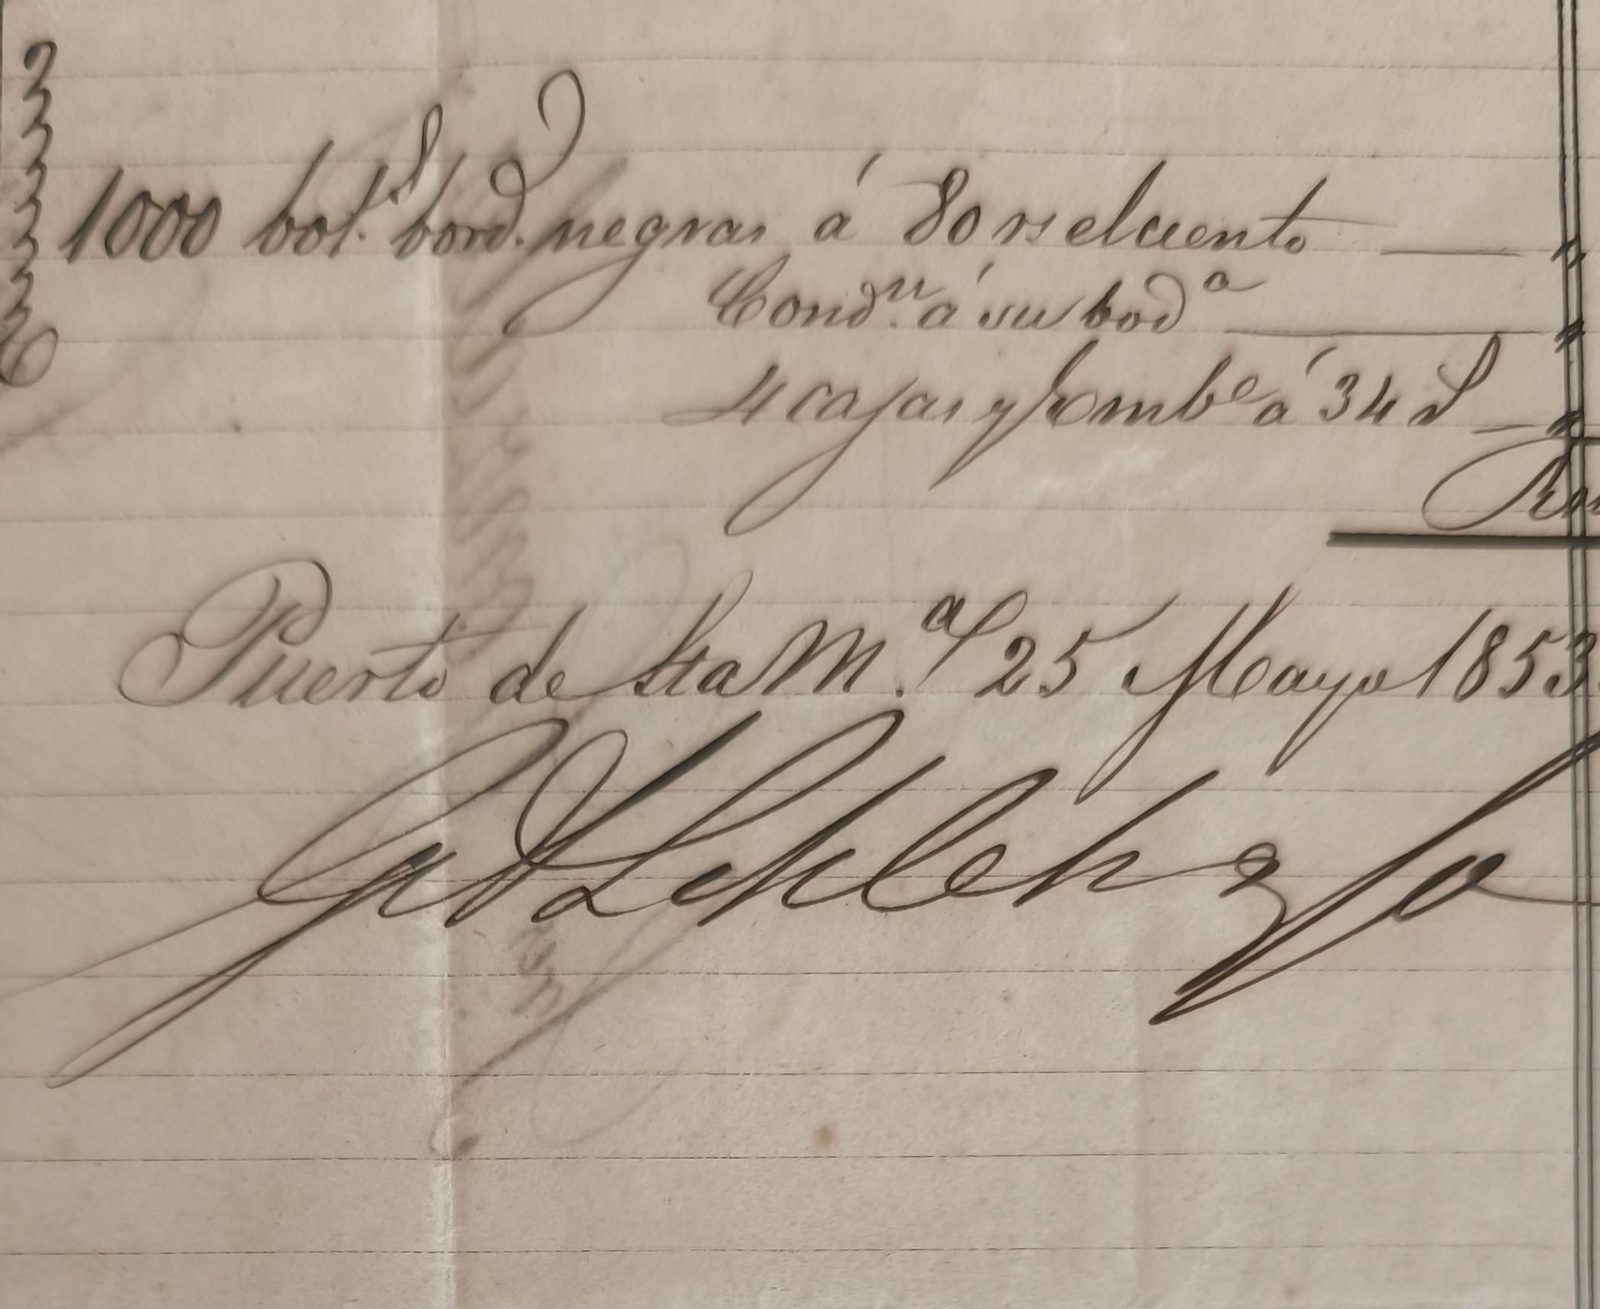 1000 bot.s bord.s negras á 80 rs el ciento
Cond.n á su bod.a
4 cajas y emb.e á 34 r
Puerto de Sta M.a 25 Mayo 1853.